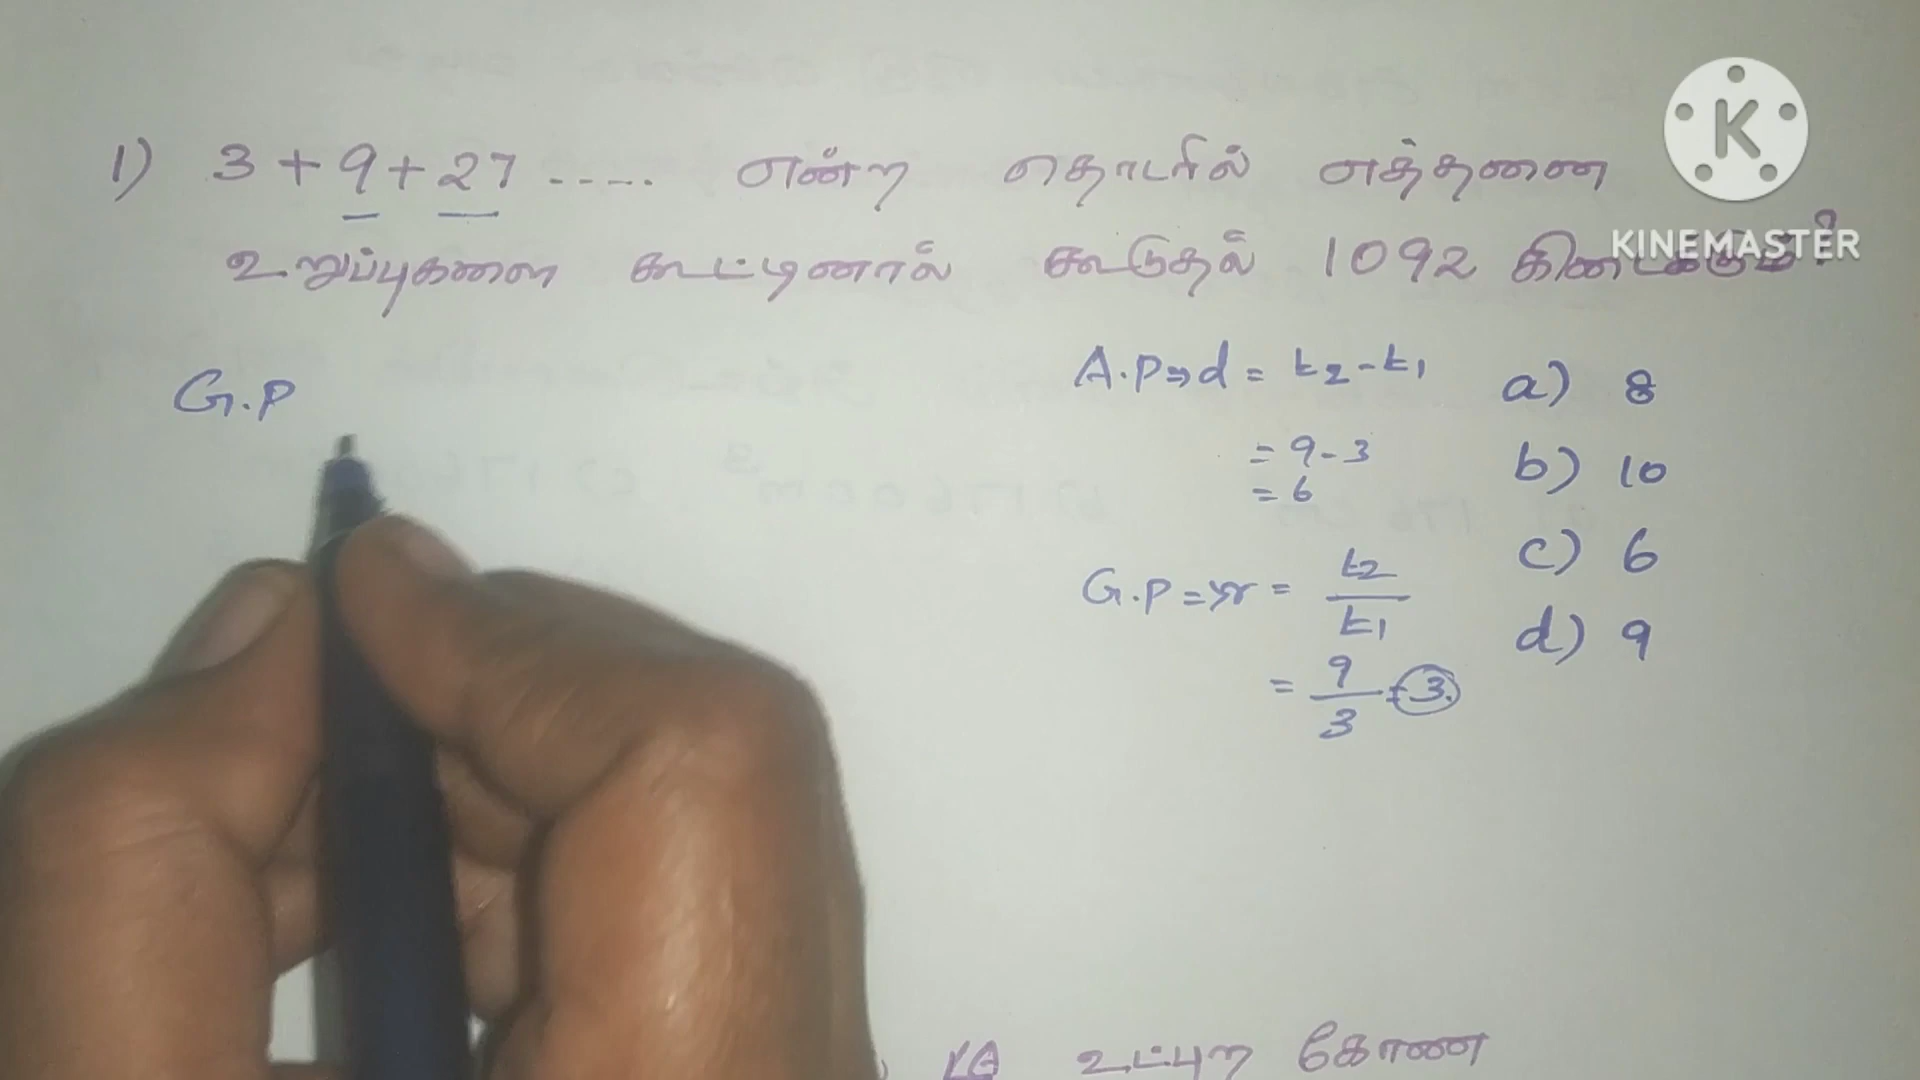 1) 3 + 9 + 27 ..... என்ற தொடரில் எத்தனை
உறுப்புகளை கூட்டினால் கூடுதல் 1092 கிடைக்கும்?
KINEMASTER
G.P
A.P ⇒ d = t2 - t1
= 9 - 3
= 6
G.P = r = t2/t1
= 9/3 = 3.
a) 8
b) 10
c) 6
d) 9
உட்புற கோண